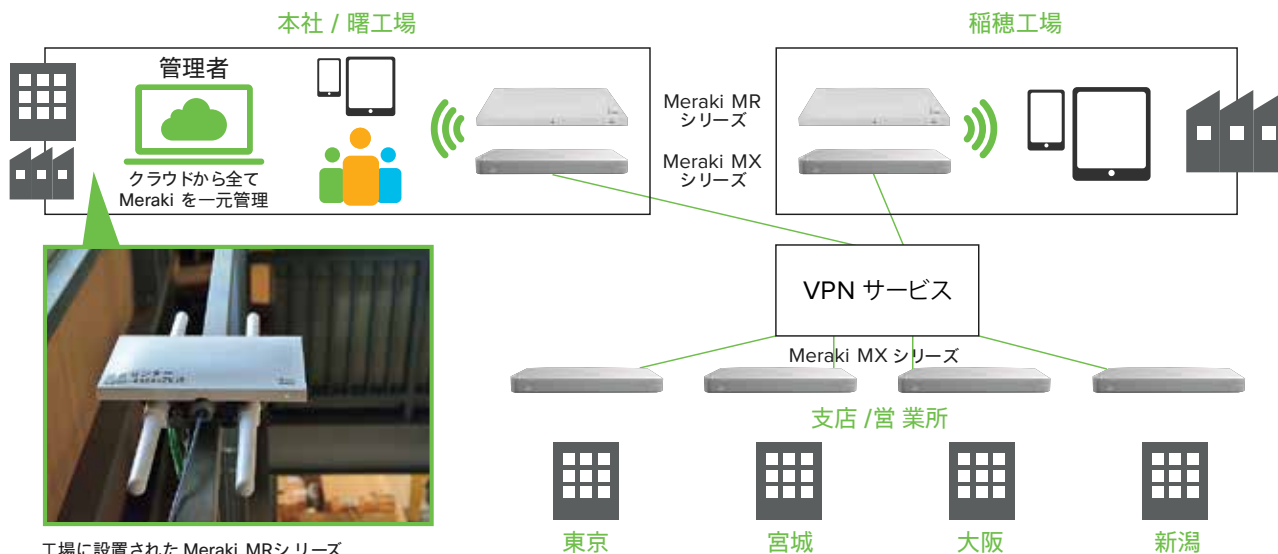 本社 / 曙工場
稲穂工場
管理者
クラウドから全て
Meraki を一元管理
Meraki MR
シリーズ
Meraki MX
シリーズ
VPN サービス
Meraki MX シリーズ
支店 /営 業所
東京
宮城
大阪
新潟
工場に設置された Meraki MRシリーズ